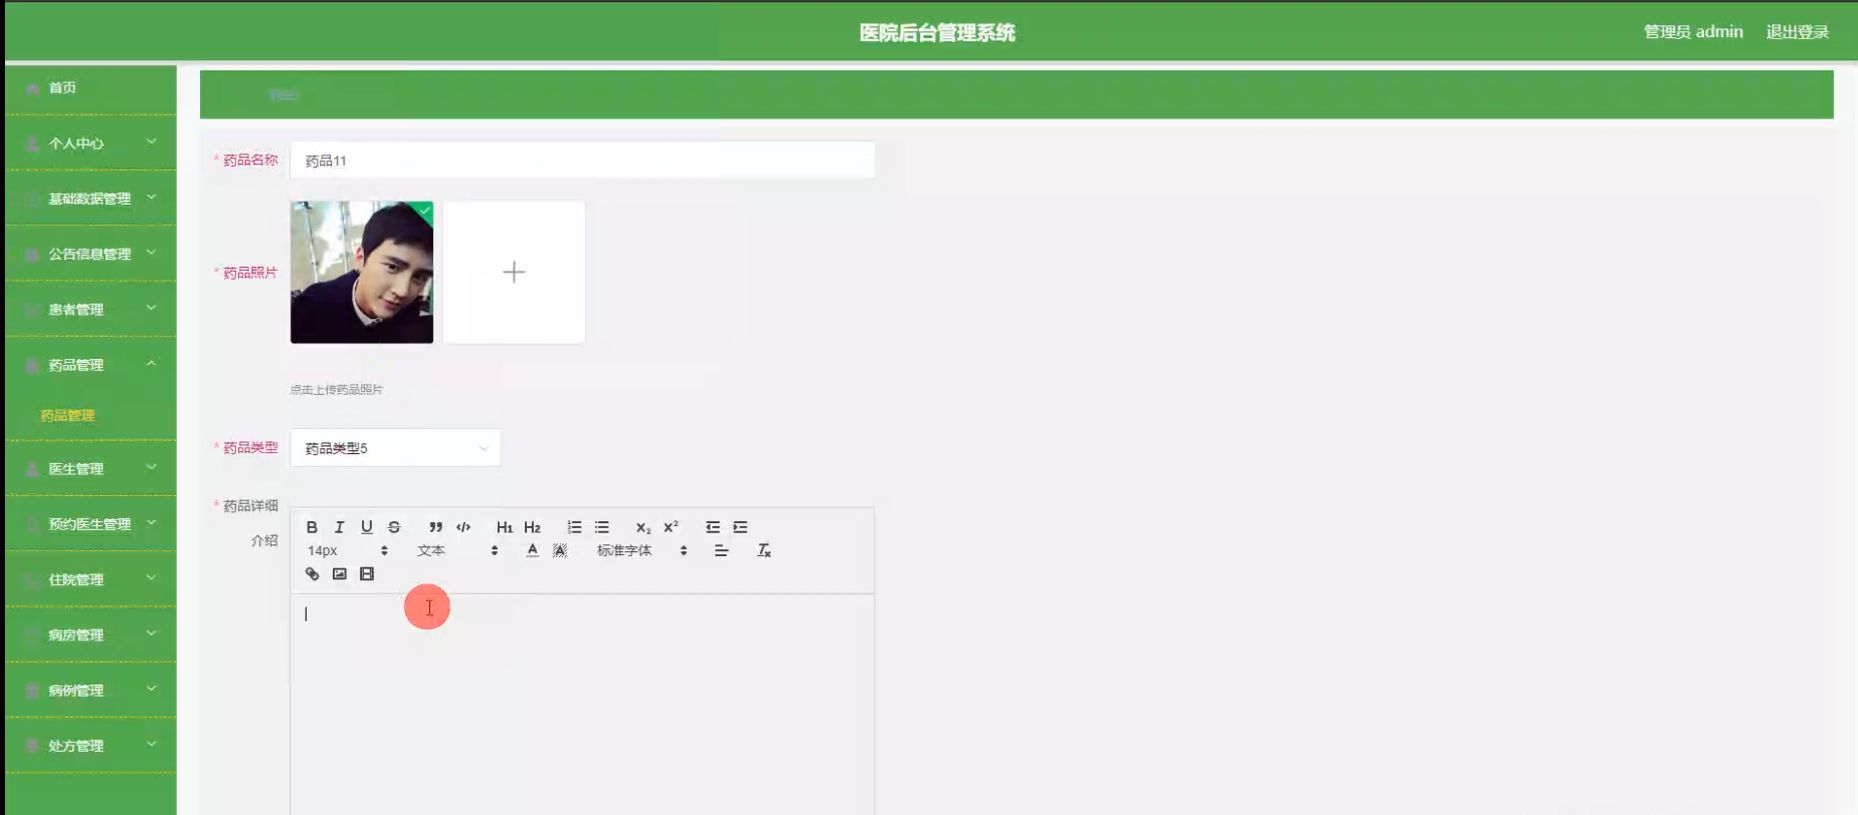 医院后台管理系统
管理员 admin
退出登录
首页
个人中心
基础数据管理
公告信息管理
患者管理
药品管理
药品管理
医生管理
预约医生管理
住院管理
病房管理
病例管理
处方管理
* 药品名称
药品11
* 药品照片
点击上传药品照片
* 药品类型
药品类型5
* 药品详细
介绍
B I U S H1 H2 X2 X2
14px 文本 A A 标准字体 Tx